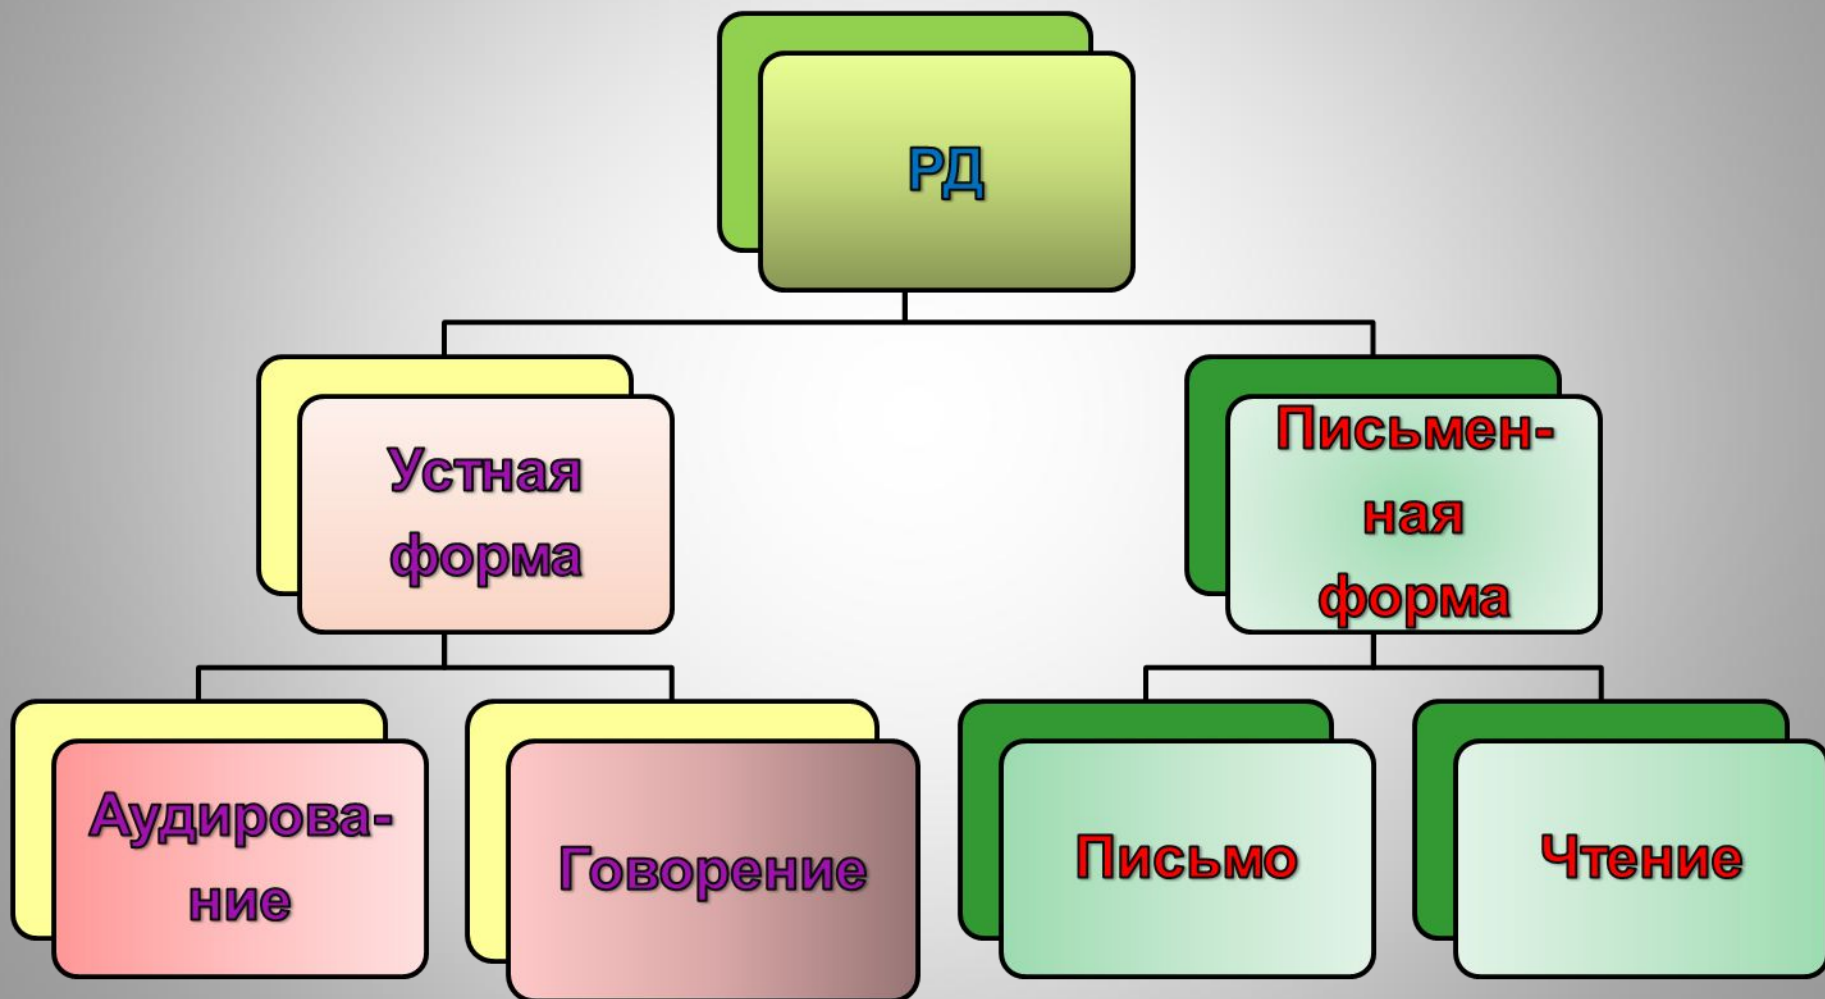 РД
Устная
форма
Письмен-
ная
форма
Аудирова-
ние
Говорение
Письмо
Чтение